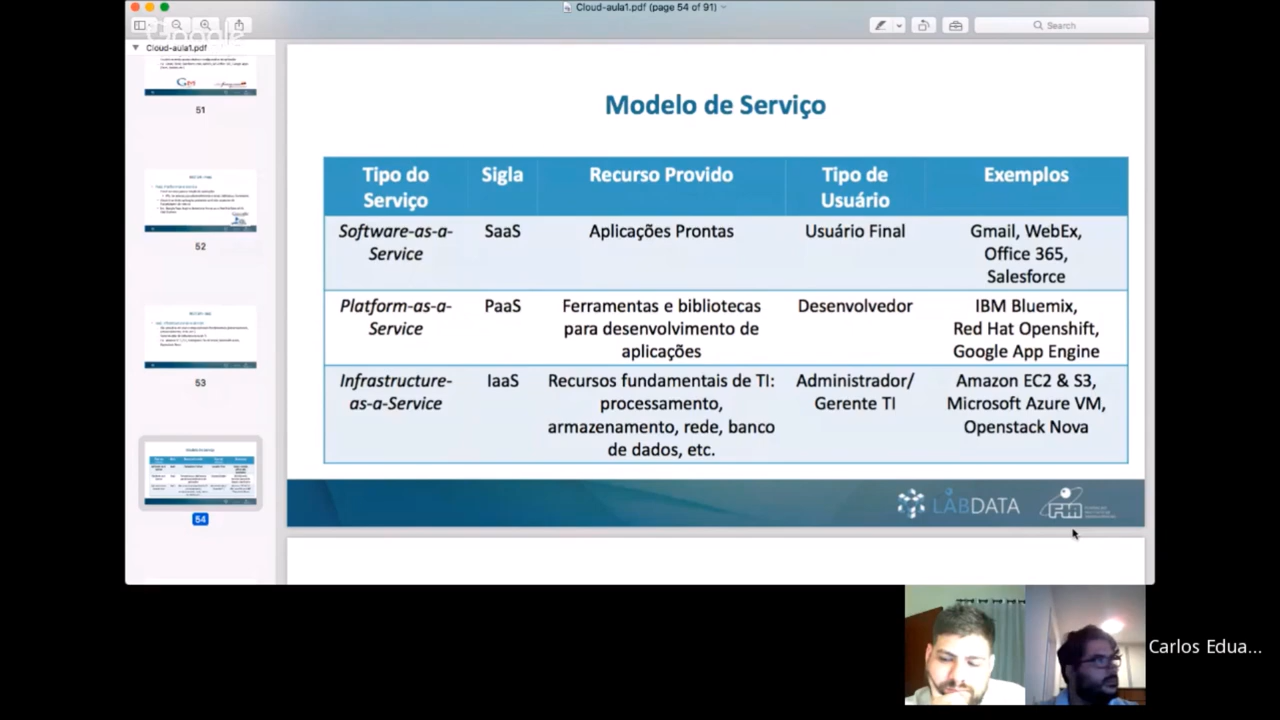 Cloud-aula1.pdf (page 54 of 91)
Google
Search
Cloud-aula1.pdf
51
52
53
54
Modelo de Serviço
Tipo do Serviço
Sigla
Recurso Provido
Tipo de Usuário
Exemplos
Software-as-a-
Service
SaaS
Aplicações Prontas
Usuário Final
Gmail, WebEx,
Office 365,
Salesforce
Platform-as-a-
Service
PaaS
Ferramentas e bibliotecas
para desenvolvimento de
aplicações
Desenvolvedor
IBM Bluemix,
Red Hat Openshift,
Google App Engine
Infrastructure-
as-a-Service
IaaS
Recursos fundamentais de TI:
processamento,
armazenamento, rede, banco
de dados, etc.
Administrador/
Gerente TI
Amazon EC2 & S3,
Microsoft Azure VM,
Openstack Nova
LABDATA
FIA
Carlos Edua...